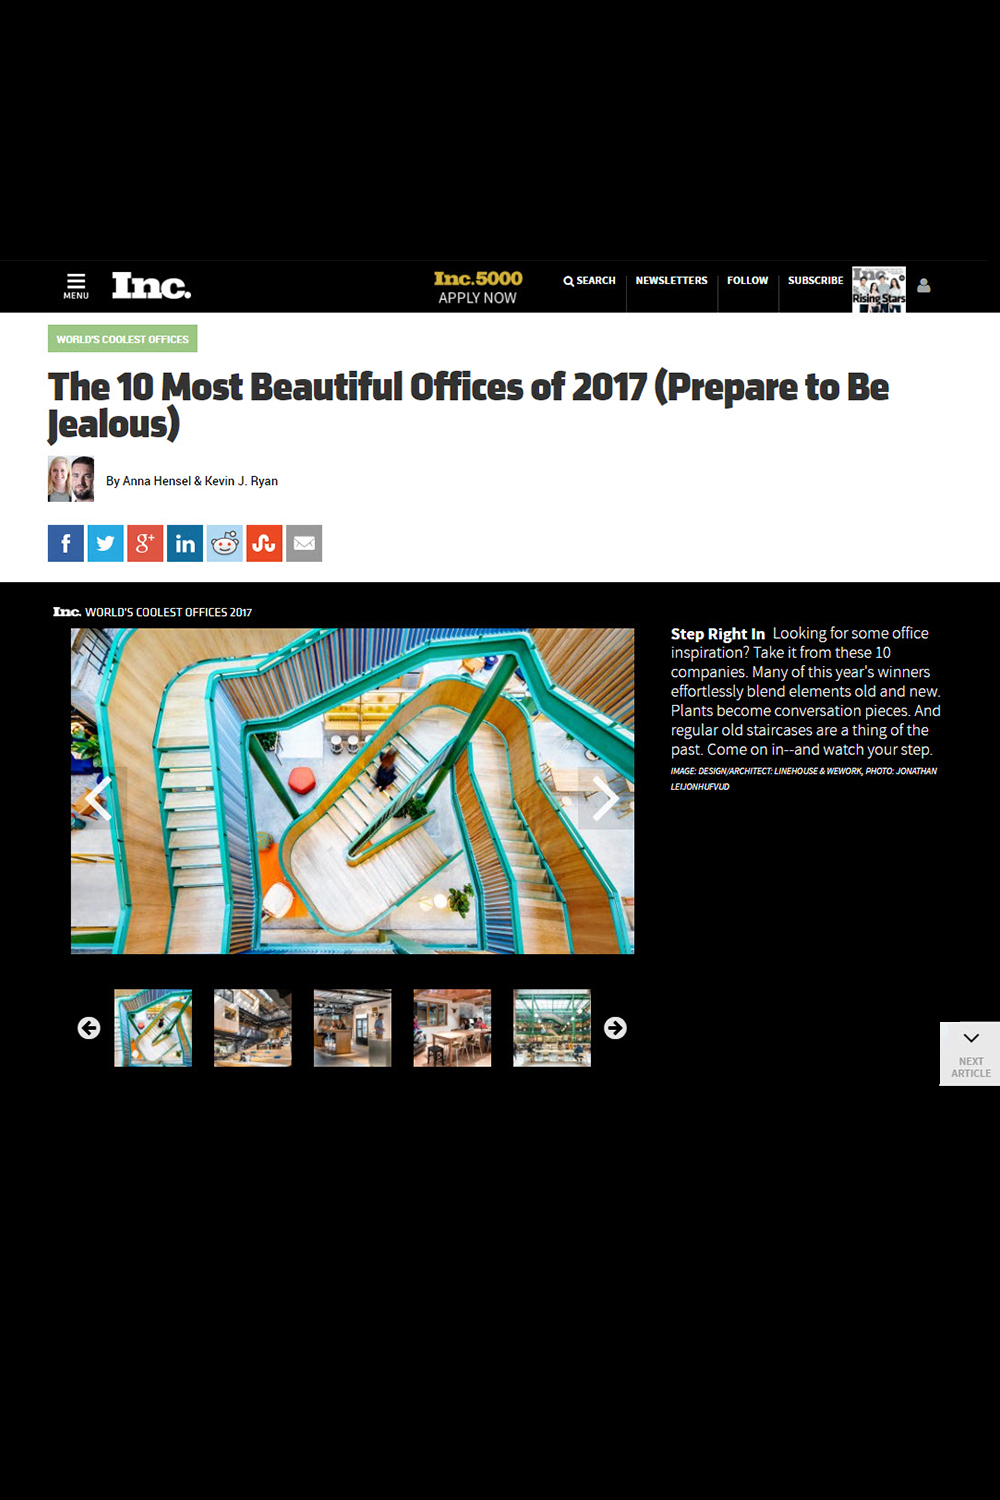 MENU
Inc.
Inc.5000
APPLY NOW
SEARCH
NEWSLETTERS
FOLLOW
SUBSCRIBE
Inc.
Rising Stars
WORLD'S COOLEST OFFICES
The 10 Most Beautiful Offices of 2017 (Prepare to Be
Jealous)
By Anna Hensel & Kevin J. Ryan
f
g+
in
Inc. WORLD'S COOLEST OFFICES 2017
Step Right In Looking for some office
inspiration? Take it from these 10
companies. Many of this year's winners
effortlessly blend elements old and new.
Plants become conversation pieces. And
regular old staircases are a thing of the
past. Come on in--and watch your step.
IMAGE: DESIGN/ARCHITECT: LINEHOUSE & WEWORK, PHOTO: JONATHAN
LEIJONHUFVUD
NEXT
ARTICLE